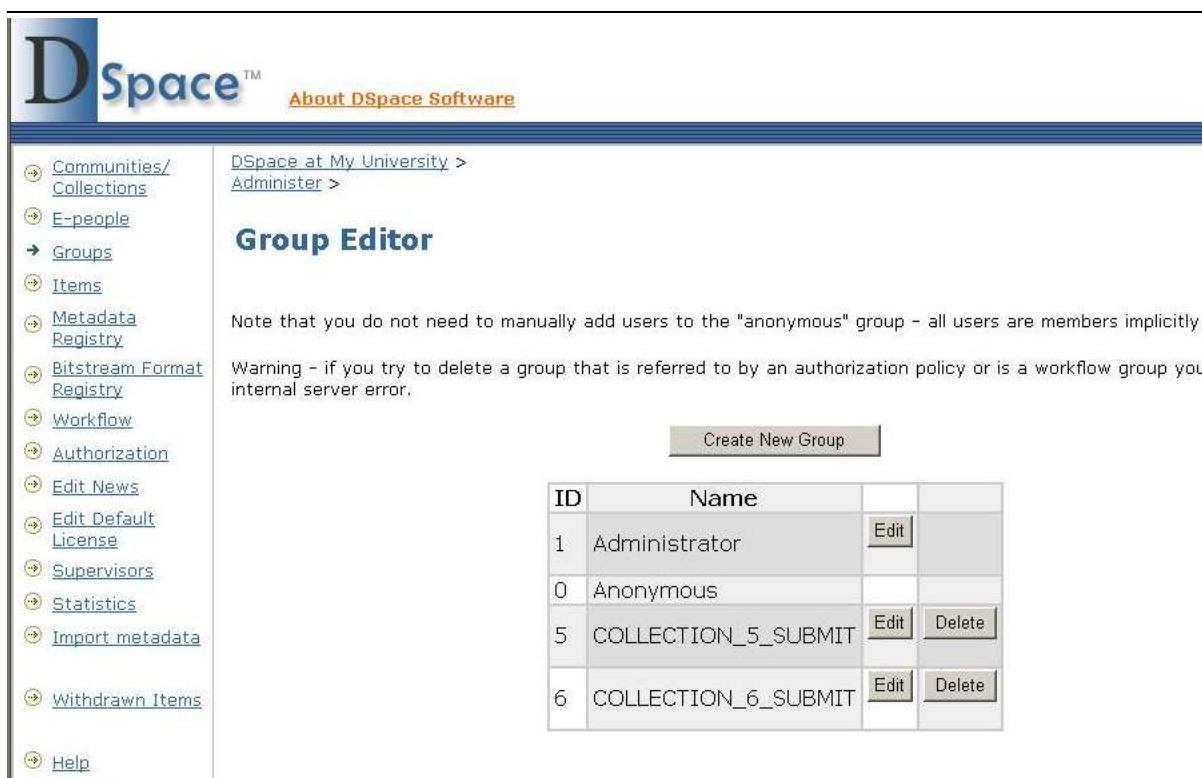 DSpace™
About DSpace Software
Communities/
Collections
E-people
Groups
Items
Metadata
Registry
Bitstream Format
Registry
Workflow
Authorization
Edit News
Edit Default
License
Supervisors
Statistics
Import metadata
Withdrawn Items
Help
DSpace at My University >
Administer >
Group Editor
Note that you do not need to manually add users to the "anonymous" group - all users are members implicitly
Warning - if you try to delete a group that is referred to by an authorization policy or is a workflow group you
internal server error.
Create New Group
ID Name
1 Administrator Edit
0 Anonymous
5 COLLECTION_5_SUBMIT Edit Delete
6 COLLECTION_6_SUBMIT Edit Delete